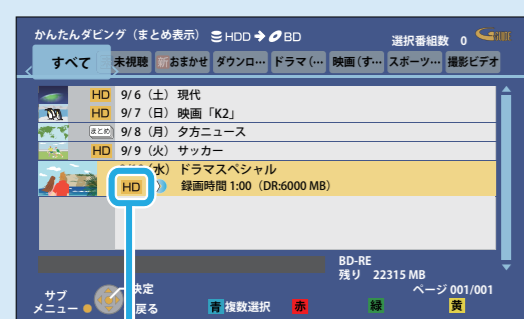 かんたんダビング（まとめ表示） HDD BD
選択番組数 0 GUIDE
すべて 未視聴 新おまかせ ダウンロ… ドラマ（… 映画（す… スポーツ… 撮影ビデオ
HD 9/ 6（土）現代
HD 9/ 7（日）映画「K2」
まとめ 9/ 8（月）夕方ニュース
HD 9/ 9（火）サッカー
水）ドラマスペシャル
HD 録画時間 1:00（DR:6000 MB）
BD-RE
残り 22315 MB
ページ 001/001
サブ
メニュー
決定
戻る
青 複数選択 赤 緑 黄